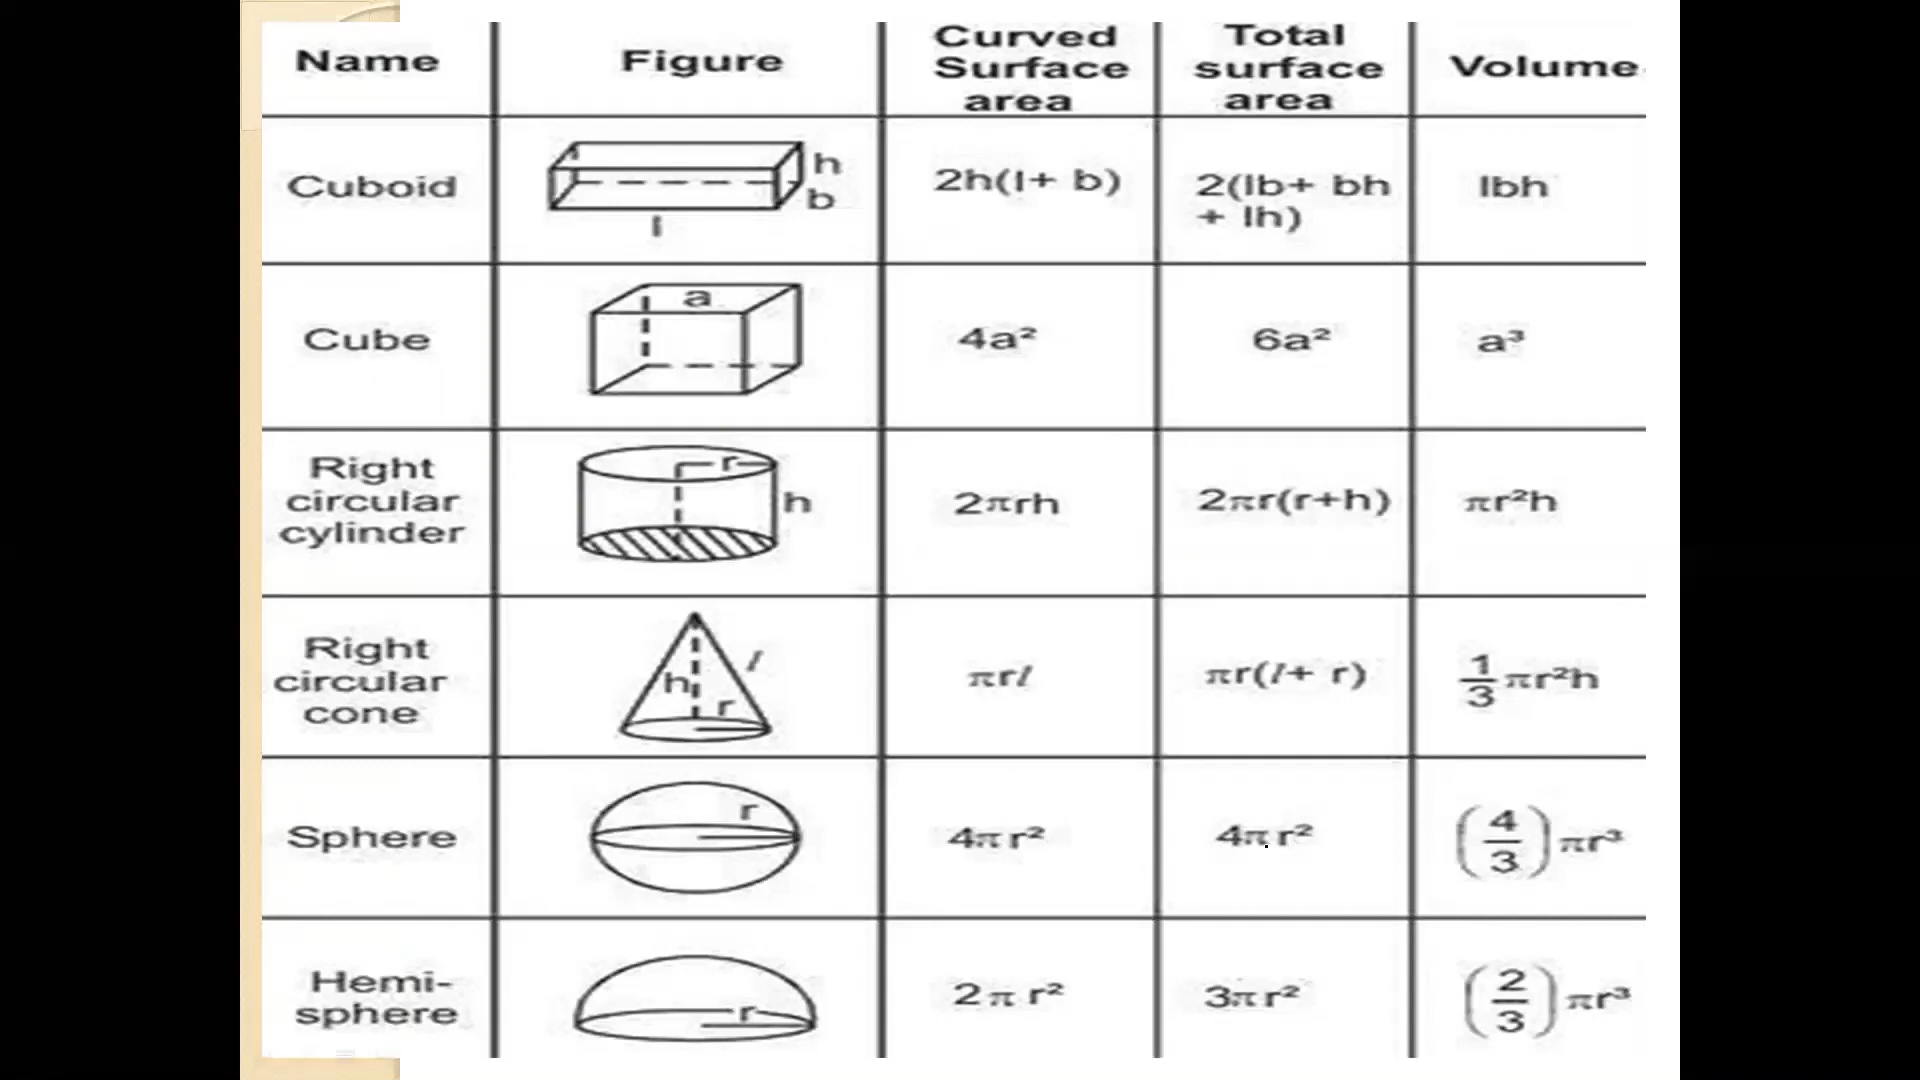 Name Figure Curved Surface area Total surface area Volume
Cuboid h b l 2h(l+ b) 2(lb+ bh + lh) lbh
Cube a 4a² 6a² a³
Right circular cylinder r h 2πrh 2πr(r+h) πr²h
Right circular cone h l r πrl πr(l+ r) 1/3 πr²h
Sphere r 4πr² 4πr² (4/3) πr³
Hemi-sphere r 2πr² 3πr² (2/3) πr³